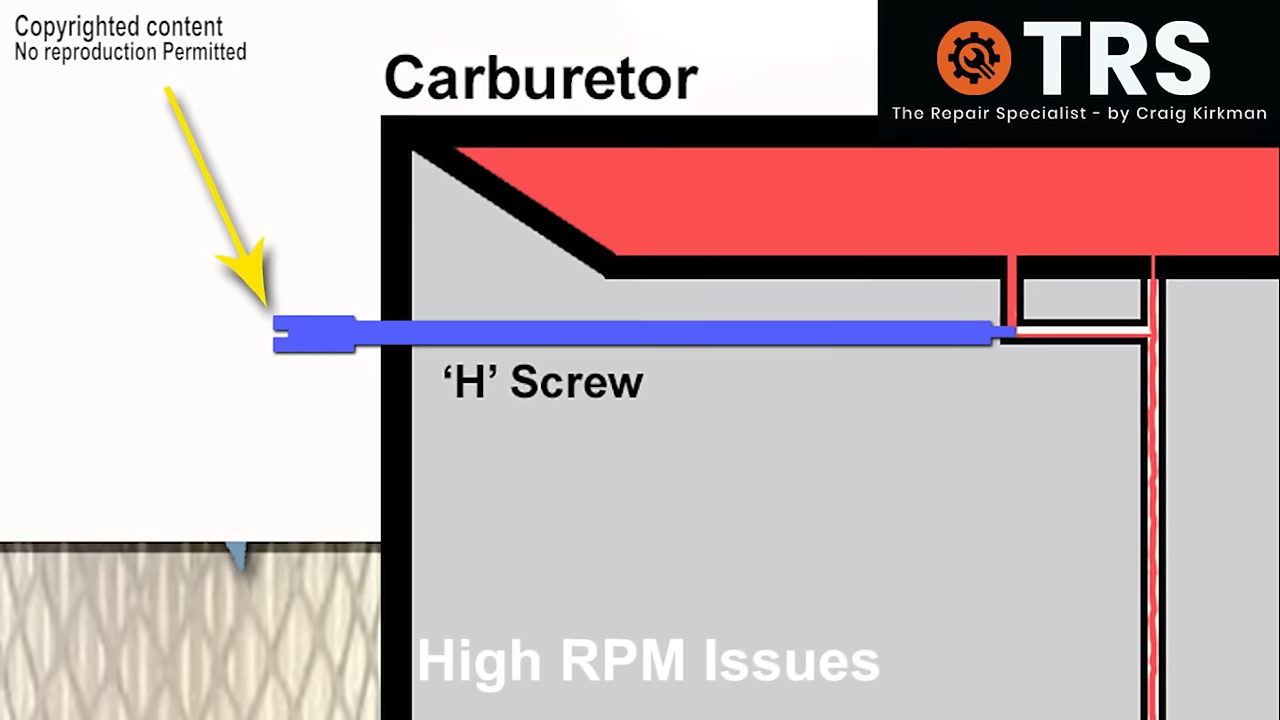 Copyrighted content
No reproduction Permitted
Carburetor
TRS
The Repair Specialist - by Craig Kirkman
‘H’ Screw
High RPM Issues